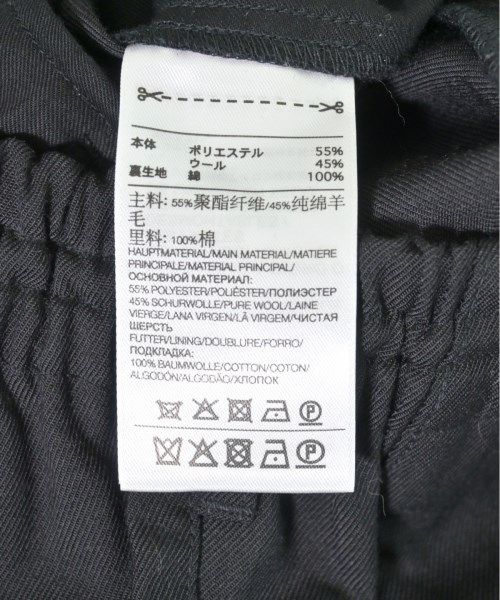 本体 ポリエステル 55%
ウール 45%
裏生地 綿 100%
主料: 55%聚酯纤维/45%纯绵羊
毛
里料: 100%棉
HAUPTMATERIAL/MAIN MATERIAL/MATIERE
PRINCIPALE/MATERIAL PRINCIPAL/
ОСНОВНОЙ МАТЕРИАЛ:
55% POLYESTER/POLIÉSTER/ПОЛИЭСТЕР
45% SCHURWOLLE/PURE WOOL/LAINE
VIERGE/LANA VIRGEN/LÃ VIRGEM/ЧИСТАЯ
ШЕРСТЬ
FUTTER/LINING/DOUBLURE/FORRO/
ПОДКЛАДКА:
100% BAUMWOLLE/COTTON/COTON/
ALGODÓN/ALGODÃO/ХЛОПОК